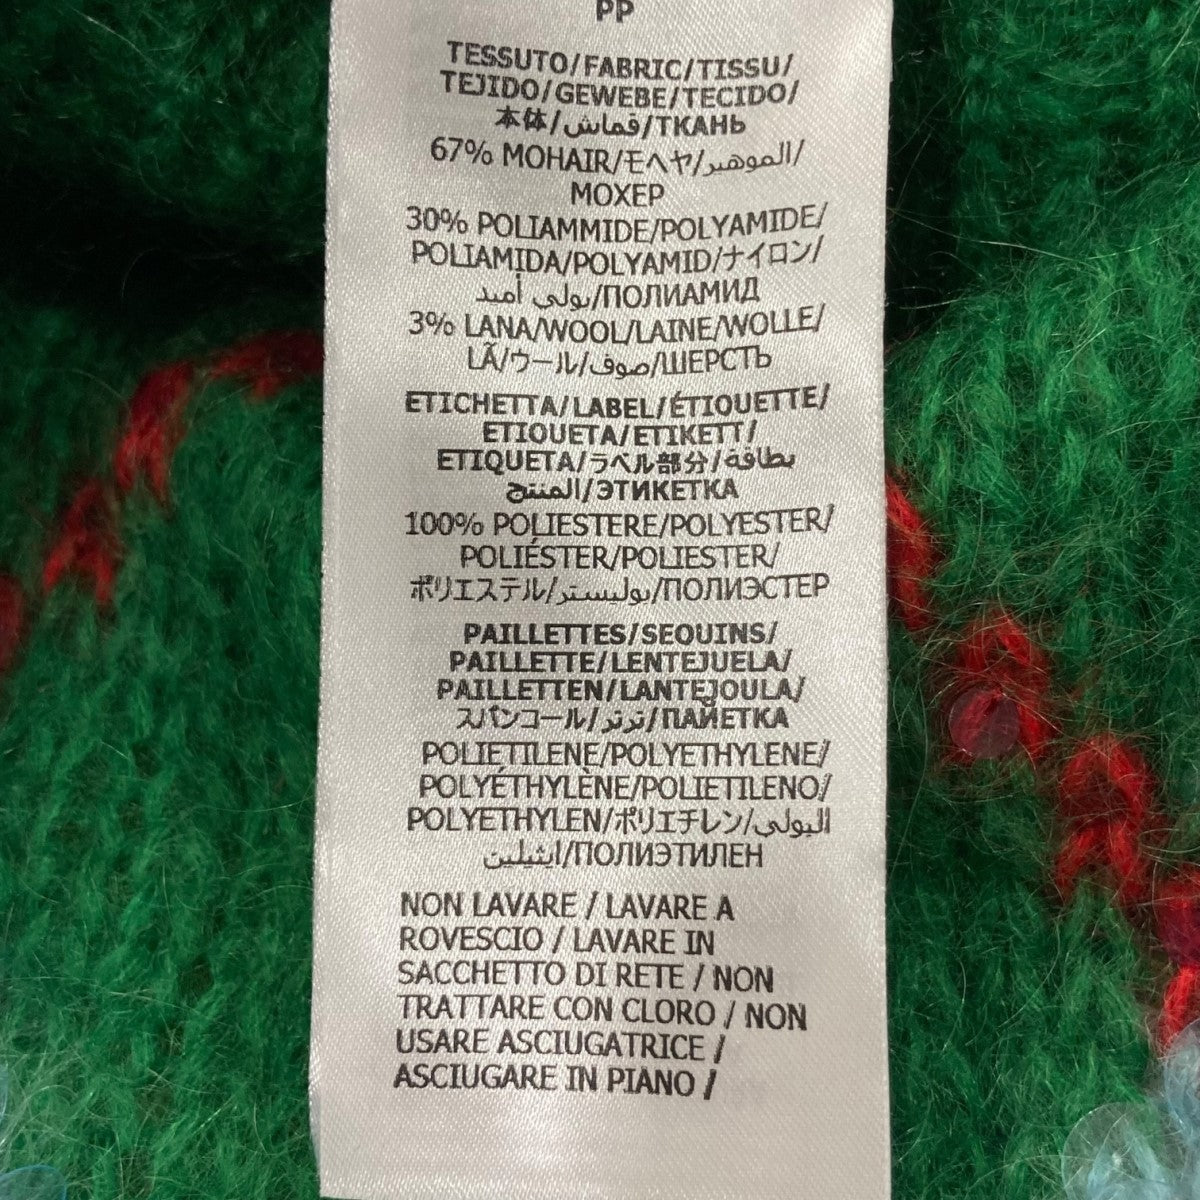 PP
TESSUTO/FABRIC/TISSU/
TEJIDO/GEWEBE/TECIDO/
本体/قماش/ТКАНЬ
67% MOHAIR/モヘヤ/الموهير/
МОХЕР
30% POLIAMMIDE/POLYAMIDE/
POLIAMIDA/POLYAMID/ナイロン/
بولي أميد/ПОЛИАМИД
3% LANA/WOOL/LAINE/WOLLE/
LÃ/ウール/صوف/ШЕРСТЬ
ETICHETTA/LABEL/ÉTIQUETTE/
ETIQUETA/ETIKETT/
ETIQUETA/ラベル部分/بطاقة
المنتج/ЭТИКЕТКА
100% POLIESTERE/POLYESTER/
POLIÉSTER/POLIESTER/
ポリエステル/بوليستر/ПОЛИЭСТЕР
PAILLETTES/SEQUINS/
PAILLETTE/LENTEJUELA/
PAILLETTEN/LANTEJOULA/
スパンコール/ترتر/ПАЙЕТКА
POLIETILENE/POLYETHYLENE/
POLYÉTHYLÈNE/POLIETILENO/
POLYETHYLEN/ポリエチレン/البولي
ايثيلين/ПОЛИЭТИЛЕН
NON LAVARE / LAVARE A
ROVESCIO / LAVARE IN
SACCHETTO DI RETE / NON
TRATTARE CON CLORO / NON
USARE ASCIUGATRICE /
ASCIUGARE IN PIANO /